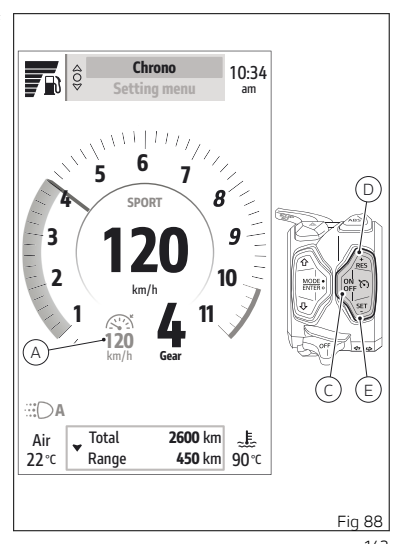 Chrono
Setting menu
10:34
am
SPORT
120
km/h
1
2
3
4
5
6
7
8
9
10
11
4
Gear
120
km/h
A
A
Air
22 °C
Total 2600 km
Range 450 km
90 °C
ABS
D
+
RES
MODE
ENTER
ON
OFF
SET
-
OFF
C
E
Fig 88